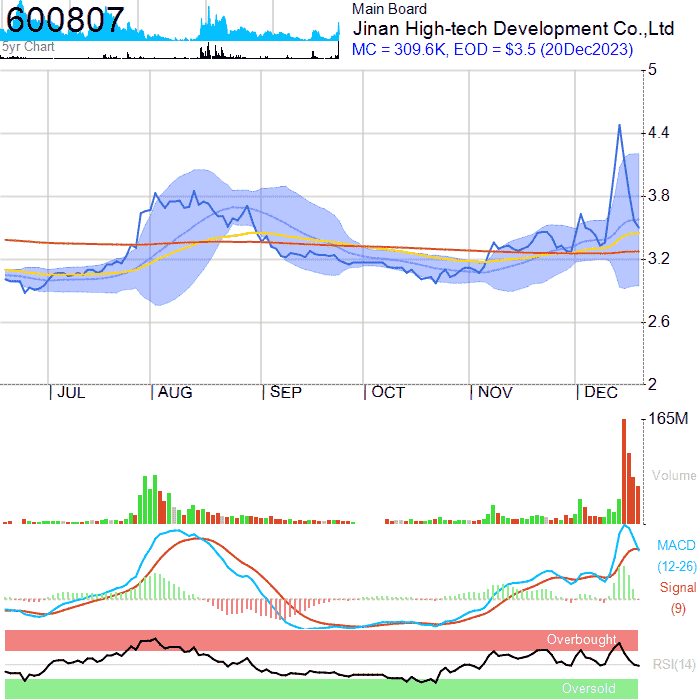 600807
5yr Chart
Main Board
Jinan High-tech Development Co.,Ltd
MC = 309.6K, EOD = $3.5 (20Dec2023)
5
4.4
3.8
3.2
2.6
2
JUL AUG SEP OCT NOV DEC
165M
Volume
MACD
(12-26)
Signal
(9)
Overbought
RSI(14)
Oversold